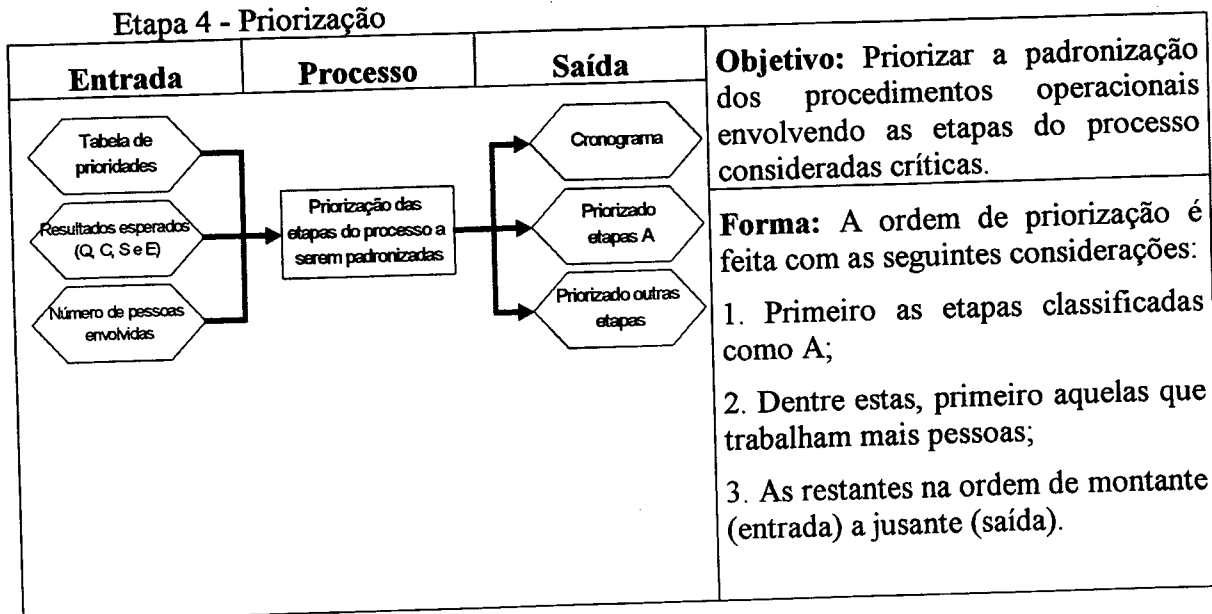 Etapa 4 - Priorização
Entrada
Processo
Saída
Tabela de
prioridades
Resultados esperados
(Q, C, S e E)
Número de pessoas
envolvidas
Priorização das
etapas do processo a
serem padronizadas
Cronograma
Priorizado
etapas A
Priorizado outras
etapas
Objetivo: Priorizar a padronização
dos procedimentos operacionais
envolvendo as etapas do processo
consideradas críticas.
Forma: A ordem de priorização é
feita com as seguintes considerações:
1. Primeiro as etapas classificadas
como A;
2. Dentre estas, primeiro aquelas que
trabalham mais pessoas;
3. As restantes na ordem de montante
(entrada) a jusante (saída).